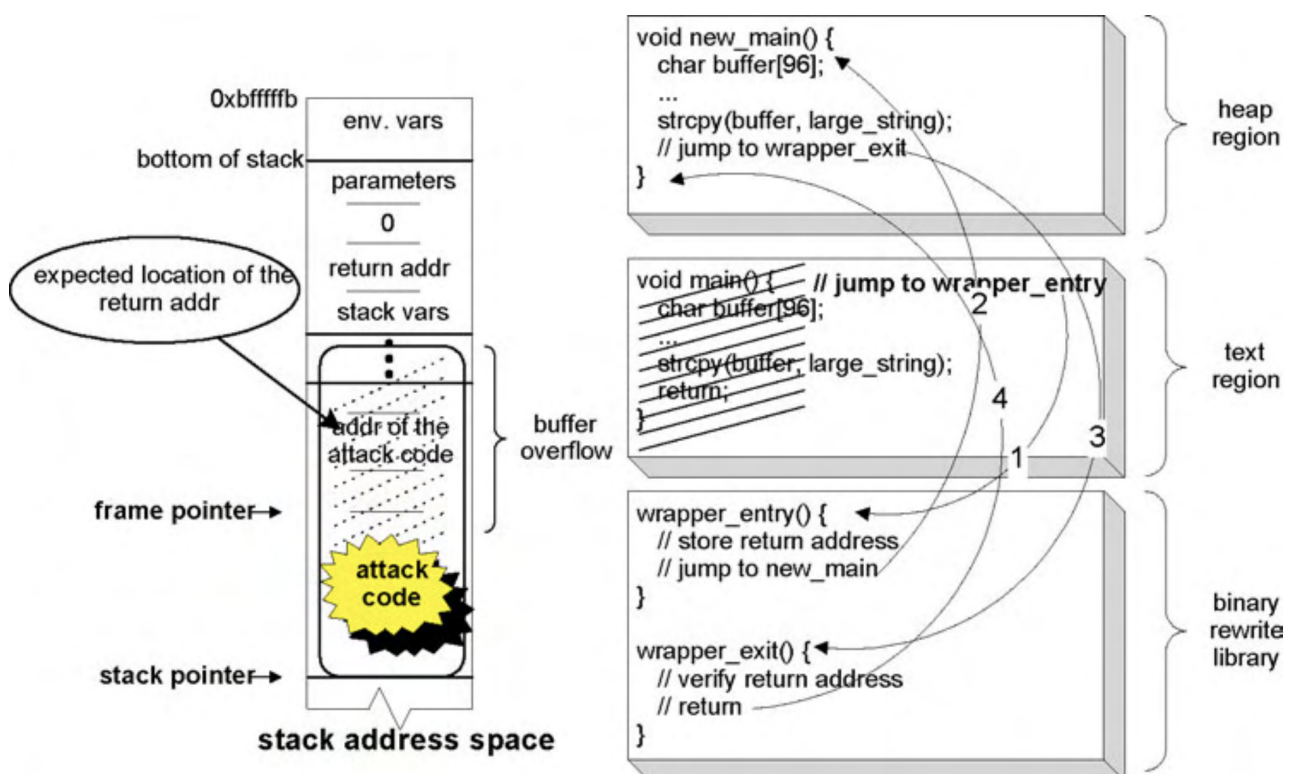 0xbfffffb
env. vars
bottom of stack
parameters
0
return addr
stack vars
expected location of the
return addr
addr of the
attack code
buffer
overflow
frame pointer
attack
code
stack pointer
stack address space
void new_main() {
char buffer[96];
...
strcpy(buffer, large_string);
// jump to wrapper_exit
}
heap
region
void main() { // jump to wrapper_entry
char buffer[96];
...
strcpy(buffer, large_string);
return;
}
2
4
1
3
text
region
wrapper_entry() {
// store return address
// jump to new_main
}
wrapper_exit() {
// verify return address
// return
}
binary
rewrite
library